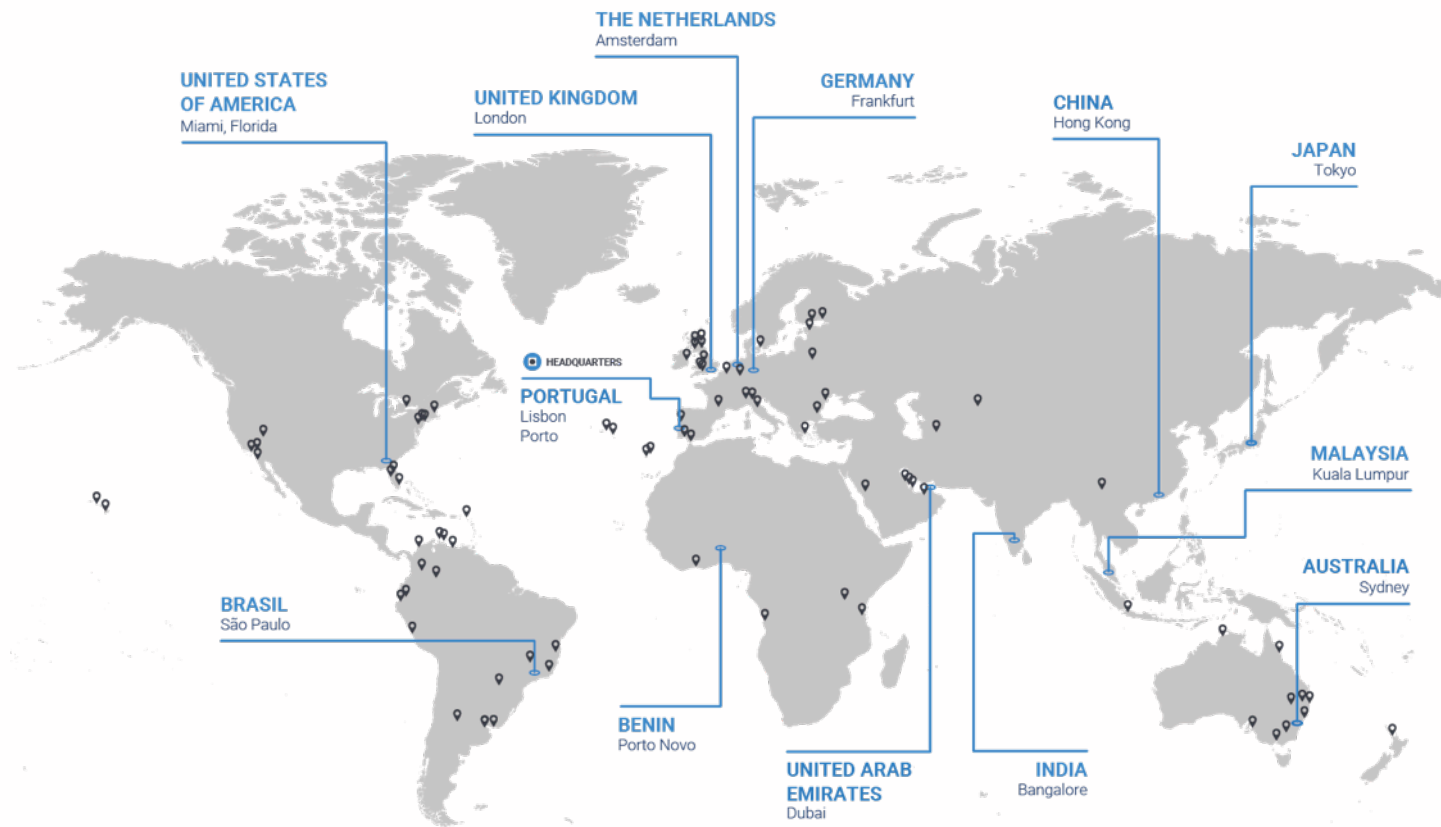 THE NETHERLANDS
Amsterdam
UNITED STATES
OF AMERICA
Miami, Florida
UNITED KINGDOM
London
GERMANY
Frankfurt
CHINA
Hong Kong
JAPAN
Tokyo
HEADQUARTERS
PORTUGAL
Lisbon
Porto
MALAYSIA
Kuala Lumpur
AUSTRALIA
Sydney
BRASIL
São Paulo
BENIN
Porto Novo
UNITED ARAB
EMIRATES
Dubai
INDIA
Bangalore